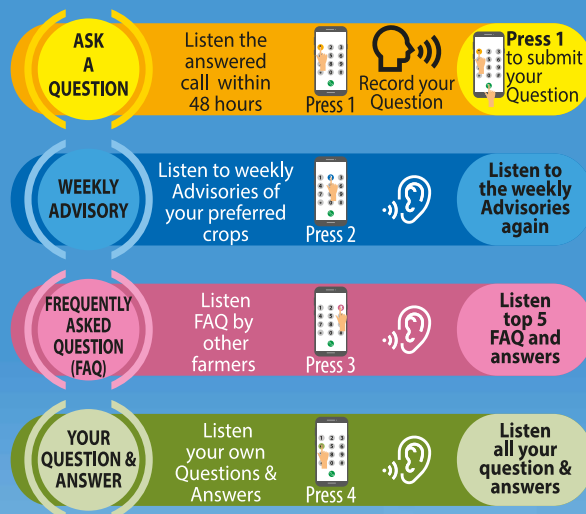 ASK
A
QUESTION
Listen the
answered
call within
48 hours
Press 1
Record your
Question
Press 1
to submit
your
Question
WEEKLY
ADVISORY
Listen to weekly
Advisories of
your preferred
crops
Press 2
Listen to
the weekly
Advisories
again
FREQUENTLY
ASKED
QUESTION
(FAQ)
Listen
FAQ by
other
farmers
Press 3
Listen
top 5
FAQ and
answers
YOUR
QUESTION &
ANSWER
Listen
your own
Questions &
Answers
Press 4
Listen
all your
question &
answers